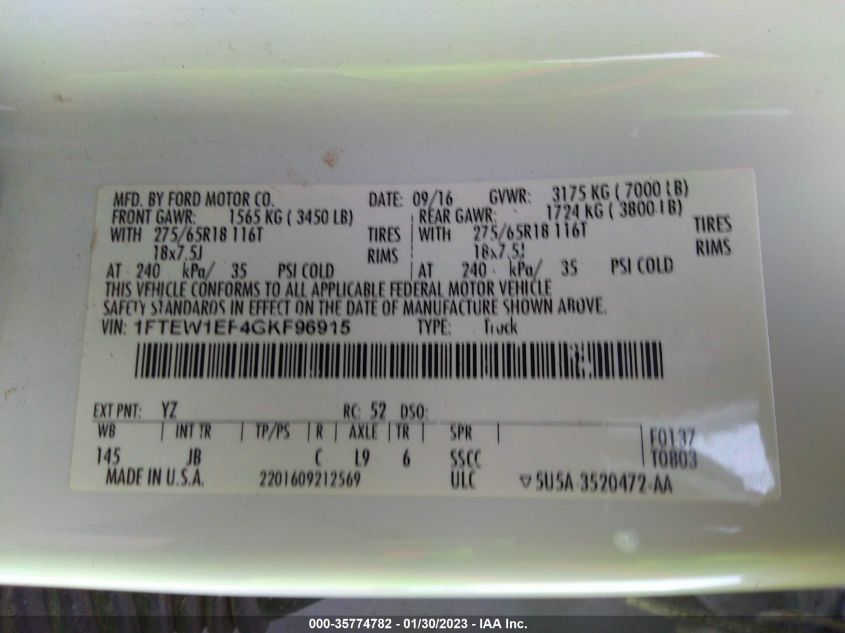 MFD. BY FORD MOTOR CO. DATE: 09/16 GVWR: 3175 KG ( 7000 LB)
FRONT GAWR: 1565 KG ( 3450 LB) REAR GAWR: 1724 KG ( 3800 LB)
WITH 275/65R18 116T TIRES WITH 275/65R18 116T TIRES
18x7.5J RIMS 18x7.5J RIMS
AT 240 kPa/ 35 PSI COLD AT 240 kPa/ 35 PSI COLD
THIS VEHICLE CONFORMS TO ALL APPLICABLE FEDERAL MOTOR VEHICLE
SAFETY STANDARDS IN EFFECT ON THE DATE OF MANUFACTURE SHOWN ABOVE.
VIN: 1FTEW1EF4GKF96915 TYPE: Truck
EXT PNT: YZ RC: 52 DSO:
WB INT TR TP/PS R AXLE TR SPR F0137
145 JB C L9 6 SSCC T0803
MADE IN U.S.A. 2201609212569 ULC ▽5U5A-3520472-AA
000-35774782 - 01/30/2023 - IAA Inc.